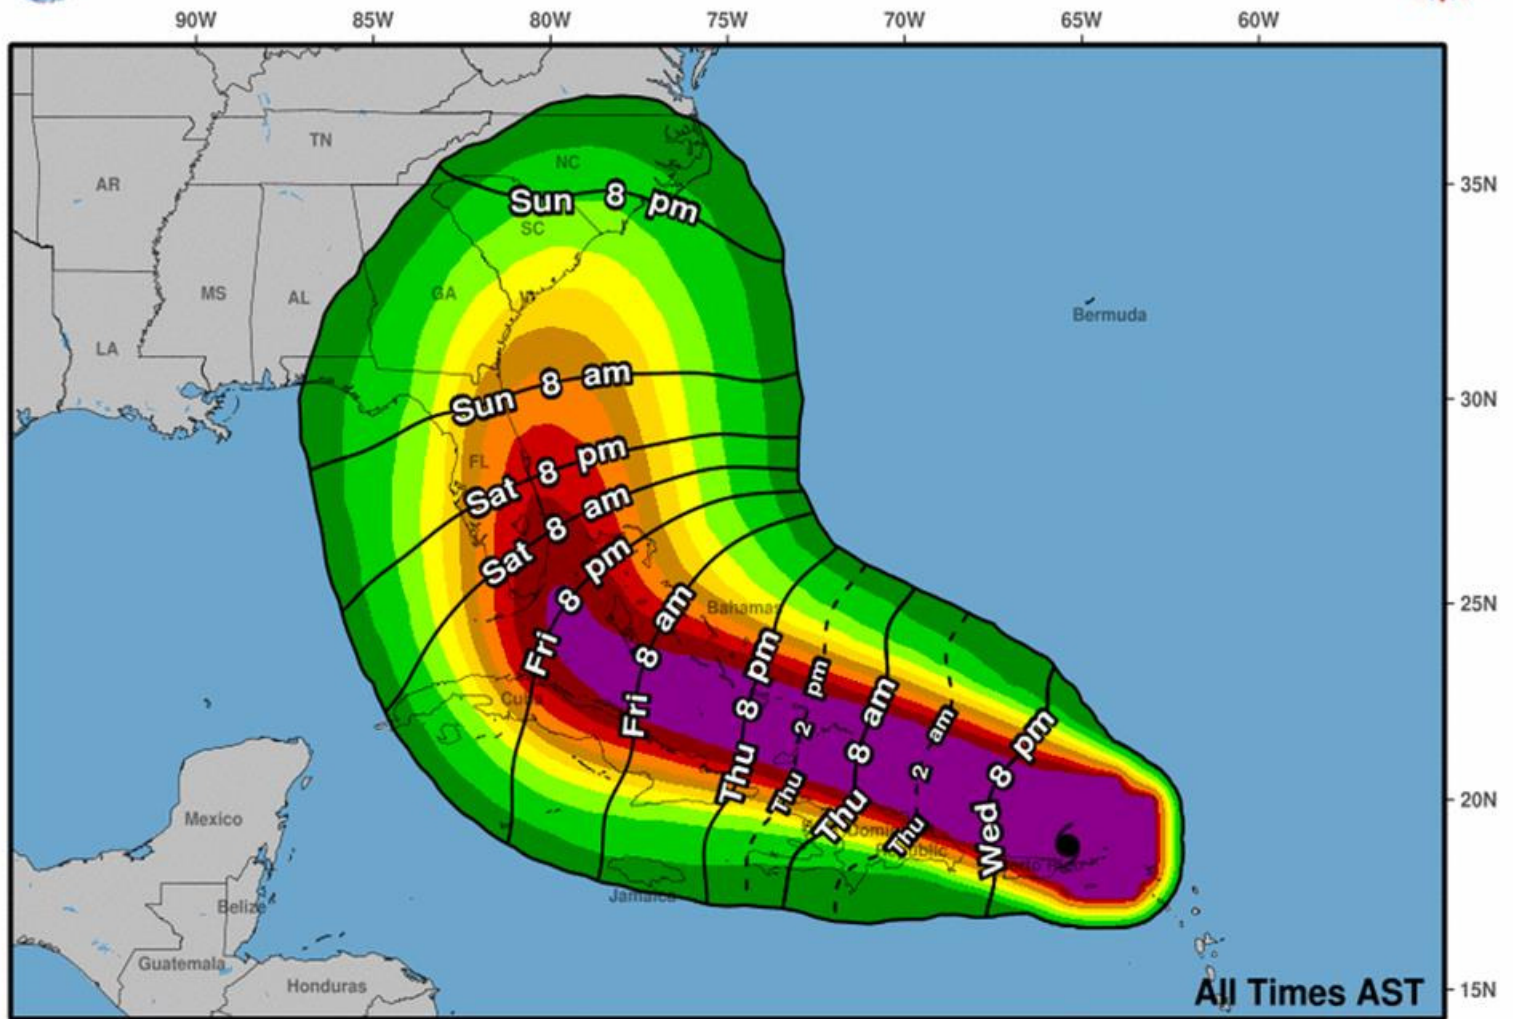 90W 85W 80W 75W 70W 65W 60W
TN
NC
AR
35N
Sun 8 pm
SC
MS AL GA
Bermuda
LA
Sun 8 am
30N
FL
Sat 8 pm
Sat 8 am
Fri 8 pm
Fri 8 am
Bahamas
25N
Thu 8 pm
Thu 2 pm
Thu 8 am
Thu 2 am
Wed 8 pm
Cuba
20N
Mexico
Republic
Jamaica
Belize
Guatemala
Honduras
All Times AST
15N